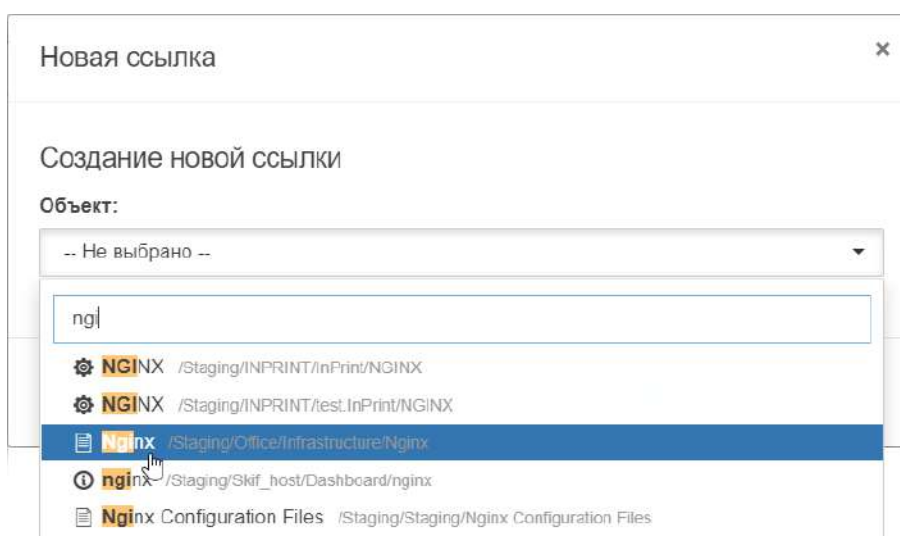 Новая ссылка ×
Создание новой ссылки
Объект:
-- Не выбрано --
ngi
NGINX /Staging/INPRINT/InPrint/NGINX
NGINX /Staging/INPRINT/test.InPrint/NGINX
Nginx /Staging/Office/Infrastructure/Nginx
nginx /Staging/Skif_host/Dashboard/nginx
Nginx Configuration Files /Staging/Staging/Nginx Configuration Files